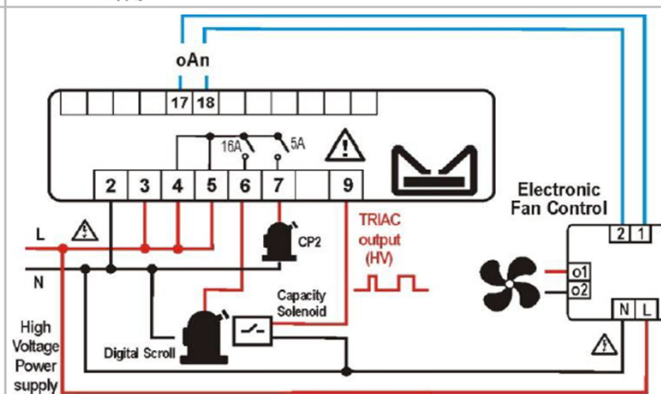 oAn
17 18
16A
5A
2 3 4 5 6 7 9
L
N
CP2
TRIAC
output
(HV)
Capacity
Solenoid
Digital Scroll
High
Voltage
Power
supply
Electronic
Fan Control
2 1
o1
o2
N L